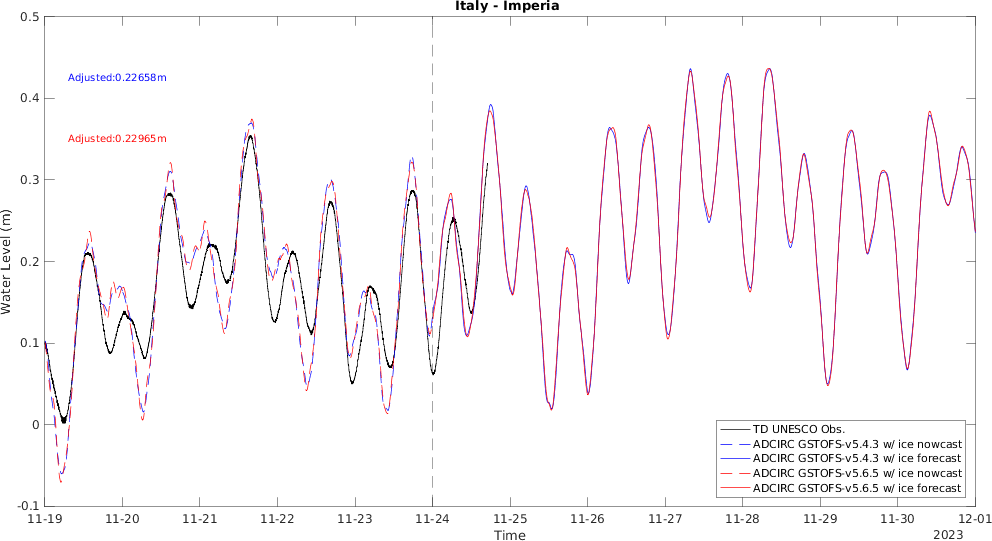 Italy - Imperia
Adjusted:0.22658m
Adjusted:0.22965m
Water Level (m)
0.5
0.4
0.3
0.2
0.1
0
-0.1
11-19 11-20 11-21 11-22 11-23 11-24 11-25 11-26 11-27 11-28 11-29 11-30 12-01
Time
2023
TD UNESCO Obs.
ADCIRC GSTOFS-v5.4.3 w/ ice nowcast
ADCIRC GSTOFS-v5.4.3 w/ ice forecast
ADCIRC GSTOFS-v5.6.5 w/ ice nowcast
ADCIRC GSTOFS-v5.6.5 w/ ice forecast